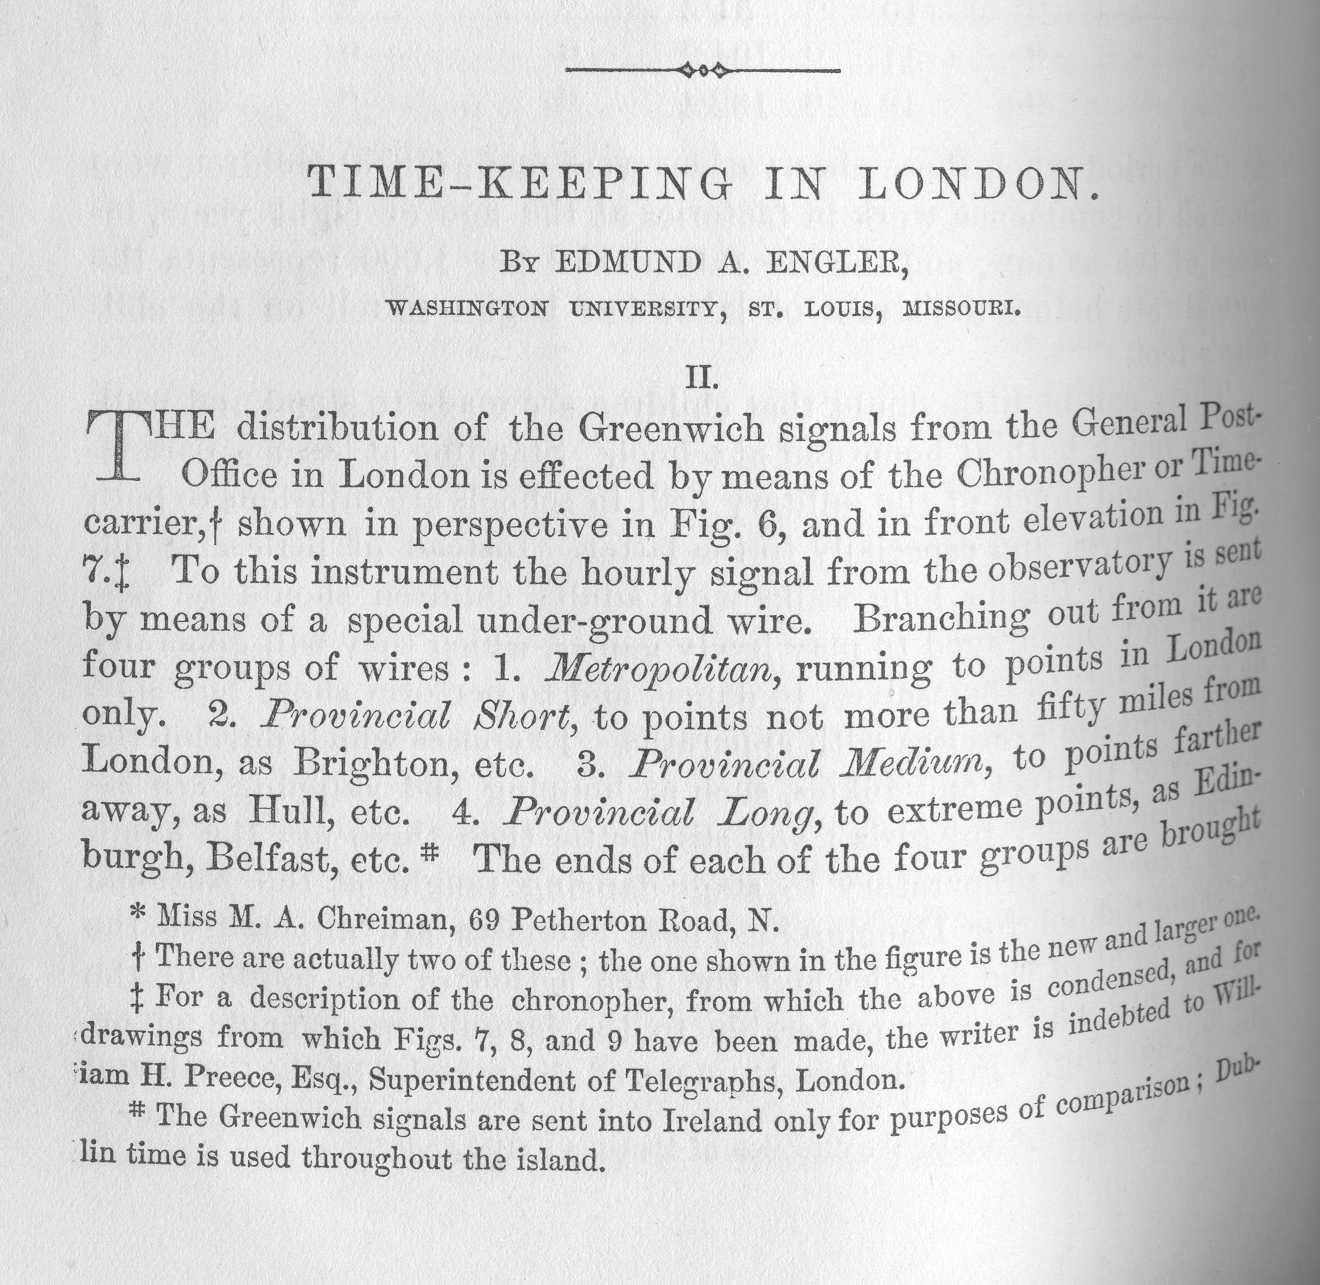 TIME-KEEPING IN LONDON.
By EDMUND A. ENGLER,
WASHINGTON UNIVERSITY, ST. LOUIS, MISSOURI.
II.
THE distribution of the Greenwich signals from the General Post-
Office in London is effected by means of the Chronopher or Time-
carrier,† shown in perspective in Fig. 6, and in front elevation in Fig.
7.‡ To this instrument the hourly signal from the observatory is sent
by means of a special under-ground wire. Branching out from it are
four groups of wires : 1. Metropolitan, running to points in London
only. 2. Provincial Short, to points not more than fifty miles from
London, as Brighton, etc. 3. Provincial Medium, to points farther
away, as Hull, etc. 4. Provincial Long, to extreme points, as Edin-
burgh, Belfast, etc.# The ends of each of the four groups are brought
* Miss M. A. Chreiman, 69 Petherton Road, N.
† There are actually two of these ; the one shown in the figure is the new and larger one.
‡ For a description of the chronopher, from which the above is condensed, and for
drawings from which Figs. 7, 8, and 9 have been made, the writer is indebted to Will-
iam H. Preece, Esq., Superintendent of Telegraphs, London.
# The Greenwich signals are sent into Ireland only for purposes of comparison ; Dub-
lin time is used throughout the island.